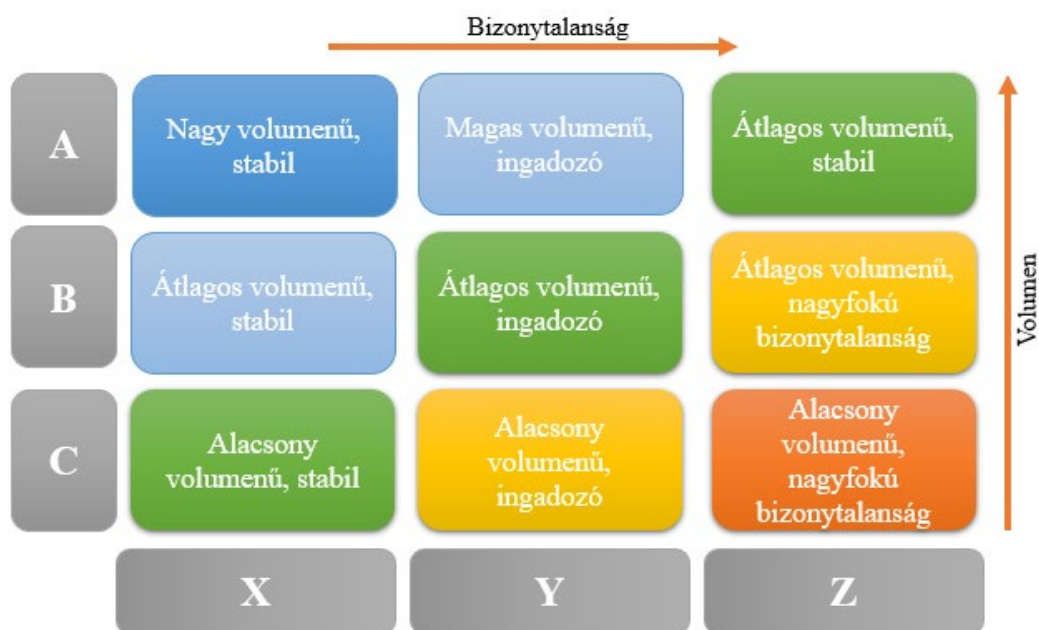 Bizonytalanság
A
Nagy volumenű,
stabil
Magas volumenű,
ingadozó
Átlagos volumenű,
stabil
B
Átlagos volumenű,
stabil
Átlagos volumenű,
ingadozó
Átlagos volumenű,
nagyfokú
bizonytalanság
Volumen
C
Alacsony
volumenű, stabil
Alacsony
volumenű,
ingadozó
Alacsony
volumenű,
nagyfokú
bizonytalanság
X
Y
Z